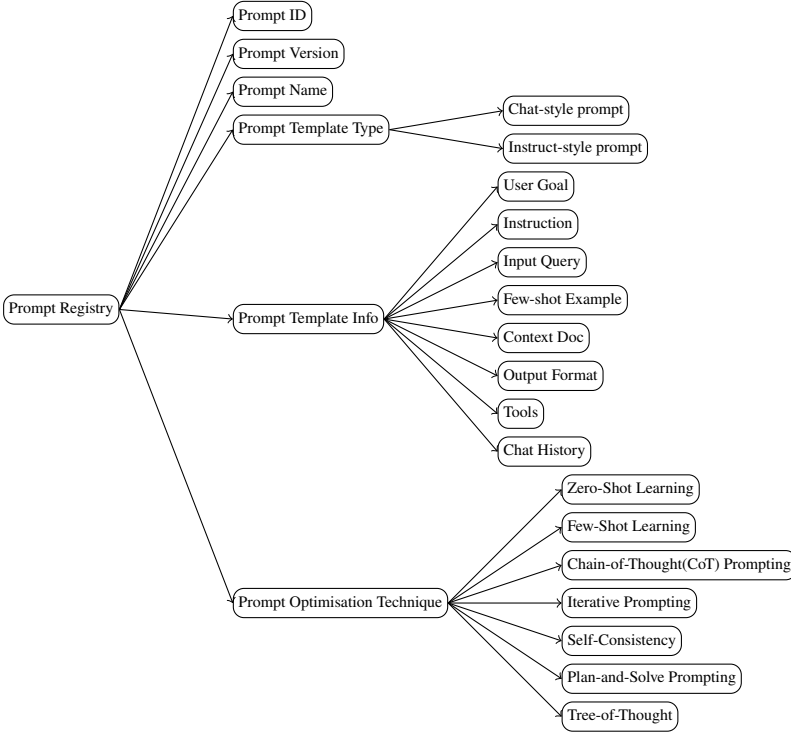 Prompt ID
Prompt Version
Prompt Name
Prompt Template Type
Chat-style prompt
Instruct-style prompt
User Goal
Instruction
Input Query
Few-shot Example
Context Doc
Output Format
Tools
Chat History
Prompt Registry
Prompt Template Info
Zero-Shot Learning
Few-Shot Learning
Chain-of-Thought(CoT) Prompting
Iterative Prompting
Self-Consistency
Plan-and-Solve Prompting
Tree-of-Thought
Prompt Optimisation Technique